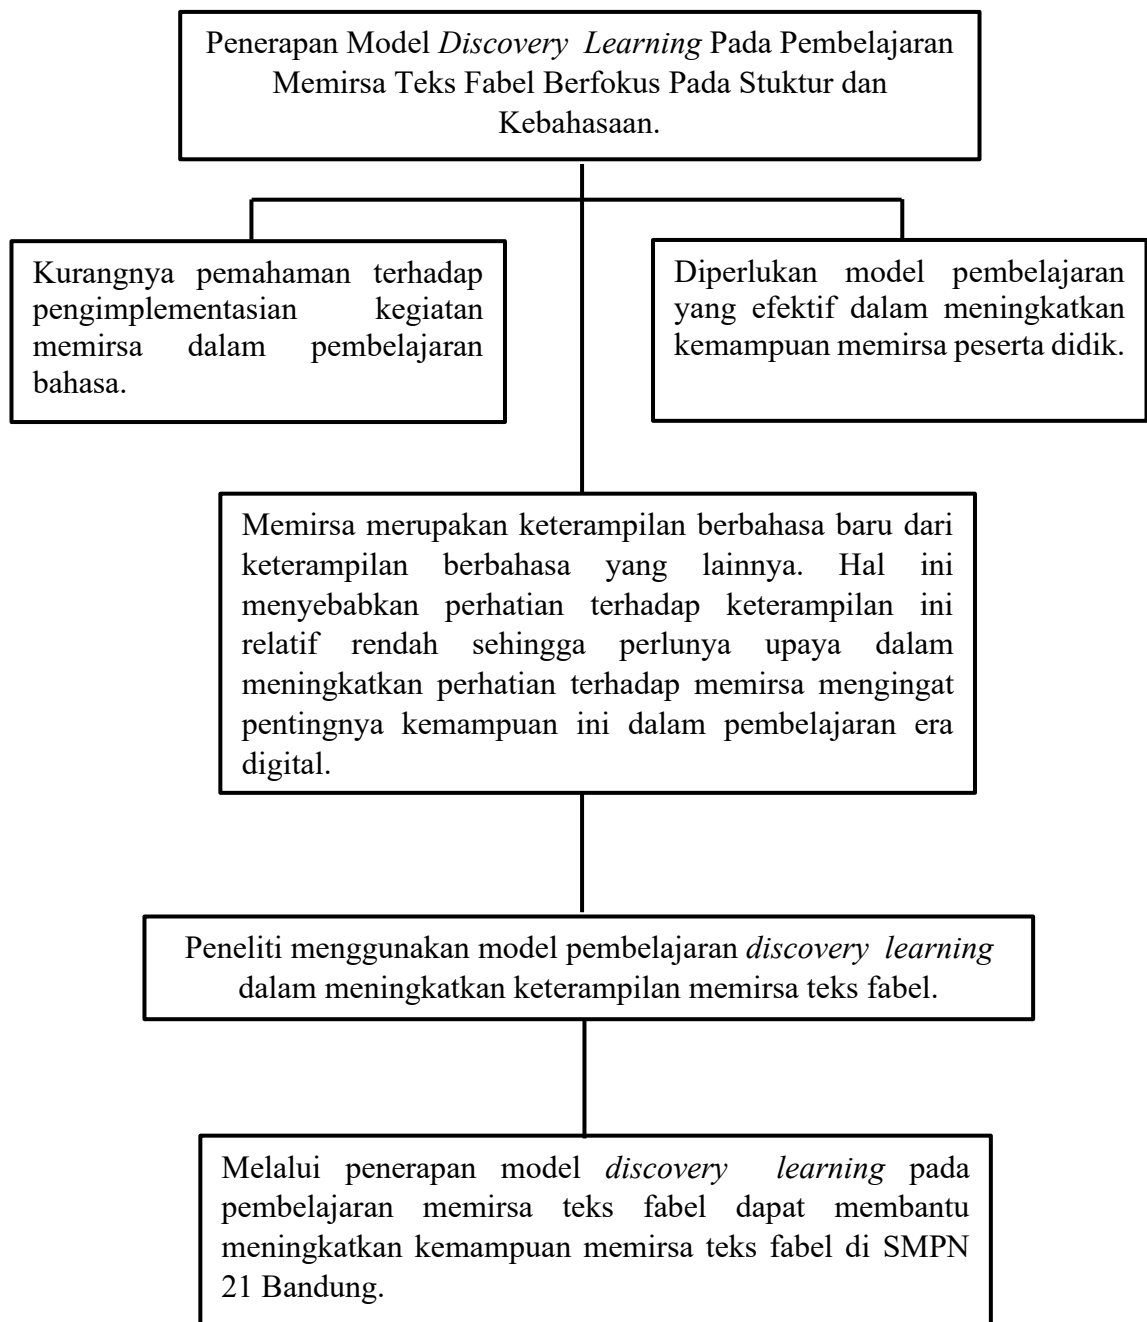 Penerapan Model Discovery Learning Pada Pembelajaran
Memirsa Teks Fabel Berfokus Pada Stuktur dan
Kebahasaan.
Kurangnya pemahaman terhadap
pengimplementasian kegiatan
memirsa dalam pembelajaran
bahasa.
Diperlukan model pembelajaran
yang efektif dalam meningkatkan
kemampuan memirsa peserta didik.
Memirsa merupakan keterampilan berbahasa baru dari
keterampilan berbahasa yang lainnya. Hal ini
menyebabkan perhatian terhadap keterampilan ini
relatif rendah sehingga perlunya upaya dalam
meningkatkan perhatian terhadap memirsa mengingat
pentingnya kemampuan ini dalam pembelajaran era
digital.
Peneliti menggunakan model pembelajaran discovery learning
dalam meningkatkan keterampilan memirsa teks fabel.
Melalui penerapan model discovery learning pada
pembelajaran memirsa teks fabel dapat membantu
meningkatkan kemampuan memirsa teks fabel di SMPN
21 Bandung.